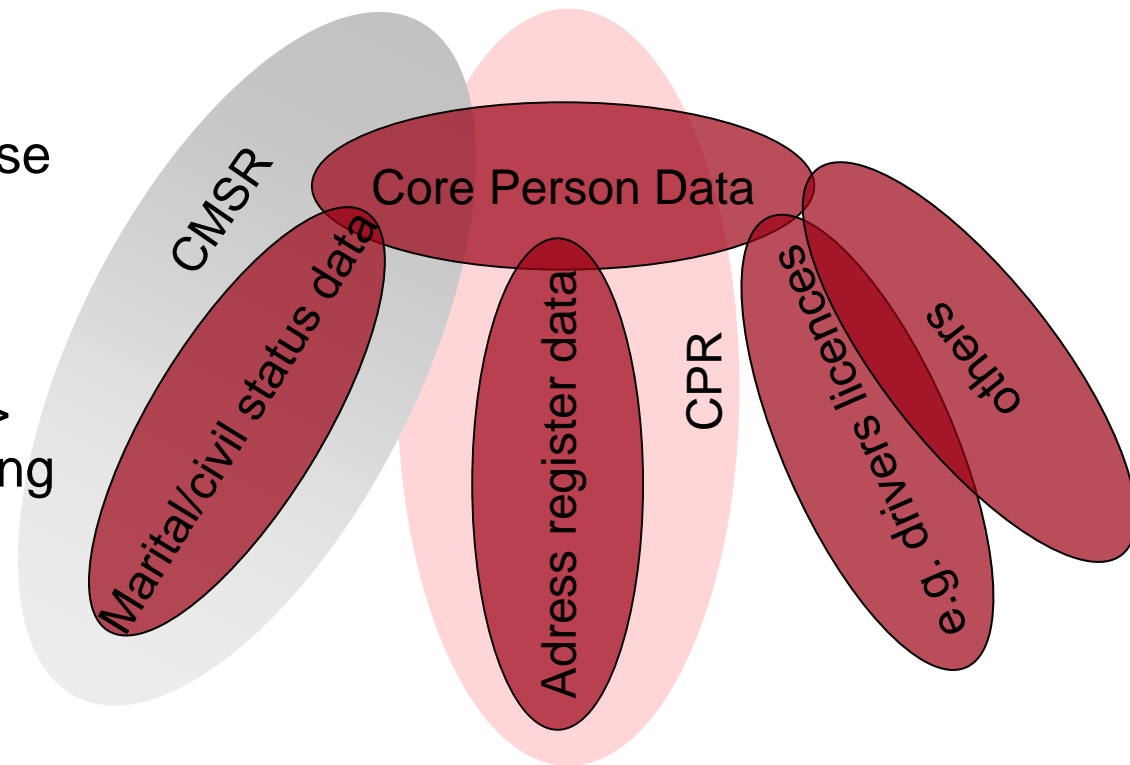 se
CMSR
Core Person Data
Marital/civil status data
Adress register data
CPR
e.g. drivers licences
others
>
ng